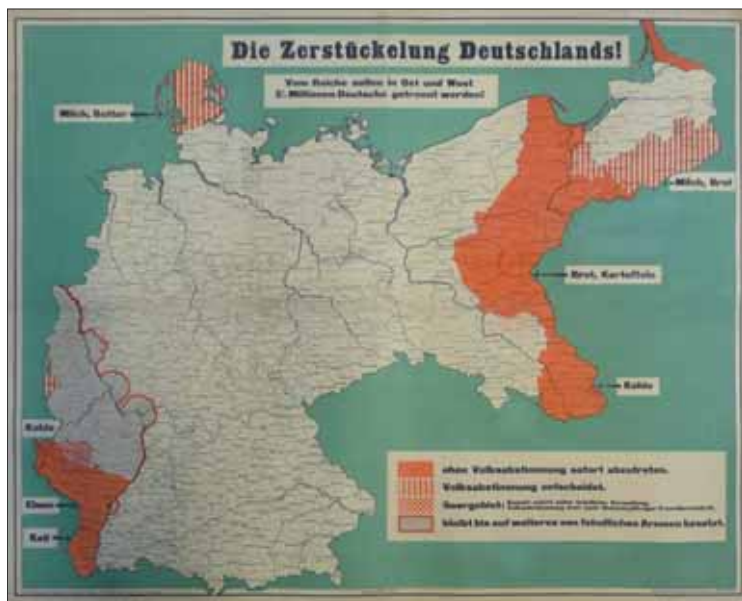 Die Zerstückelung Deutschlands!
Vom Reiche sollen in Ost und West
Millionen Deutsche getrennt werden!
Milch, Butter
Milch, Brot
Brot, Kartoffeln
Kohle
Kohle
Eisen
Kali
ohne Volksabstimmung sofort abzutreten.
Volksabstimmung entscheidet.
Saargebiet:
bleibt bis auf weiteres von feindlichen Armeen besetzt.